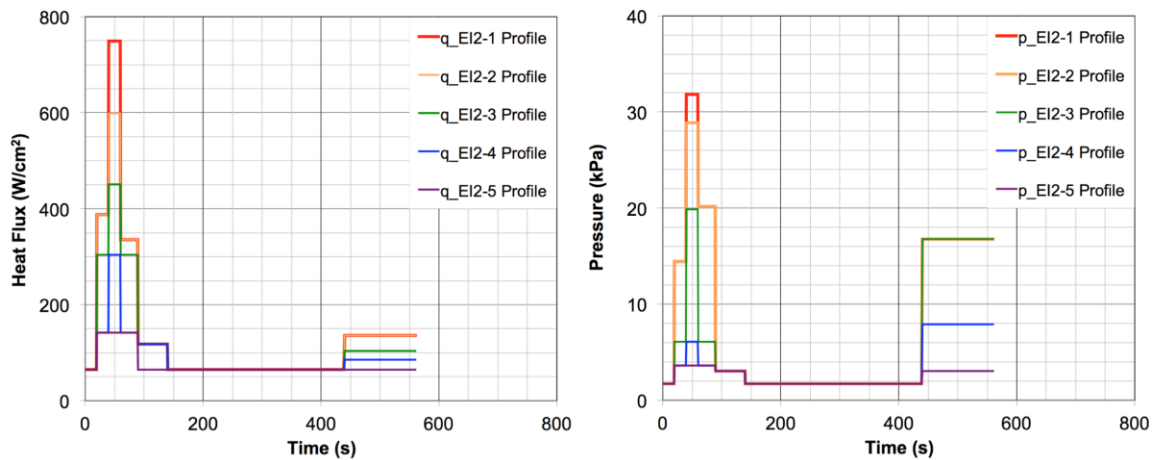 800
600
400
200
0
Heat Flux (W/cm²)
0 200 400 600 800
Time (s)
q_EI2-1 Profile
q_EI2-2 Profile
q_EI2-3 Profile
q_EI2-4 Profile
q_EI2-5 Profile
40
30
20
10
0
Pressure (kPa)
0 200 400 600 800
Time (s)
p_EI2-1 Profile
p_EI2-2 Profile
p_EI2-3 Profile
p_EI2-4 Profile
p_EI2-5 Profile